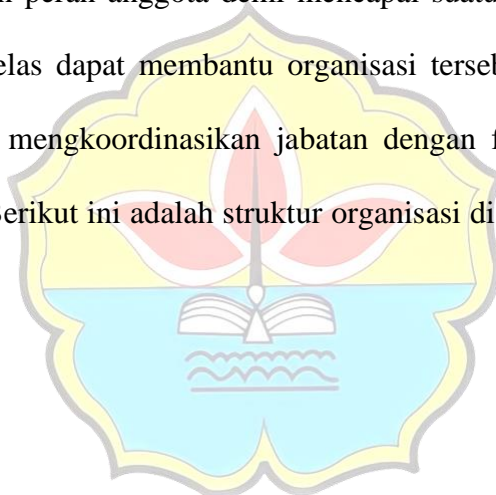 peran anggota demi mencapai suatu
elas dapat membantu organisasi terseb
mengkoordinasikan jabatan dengan f
erikut ini adalah struktur organisasi di